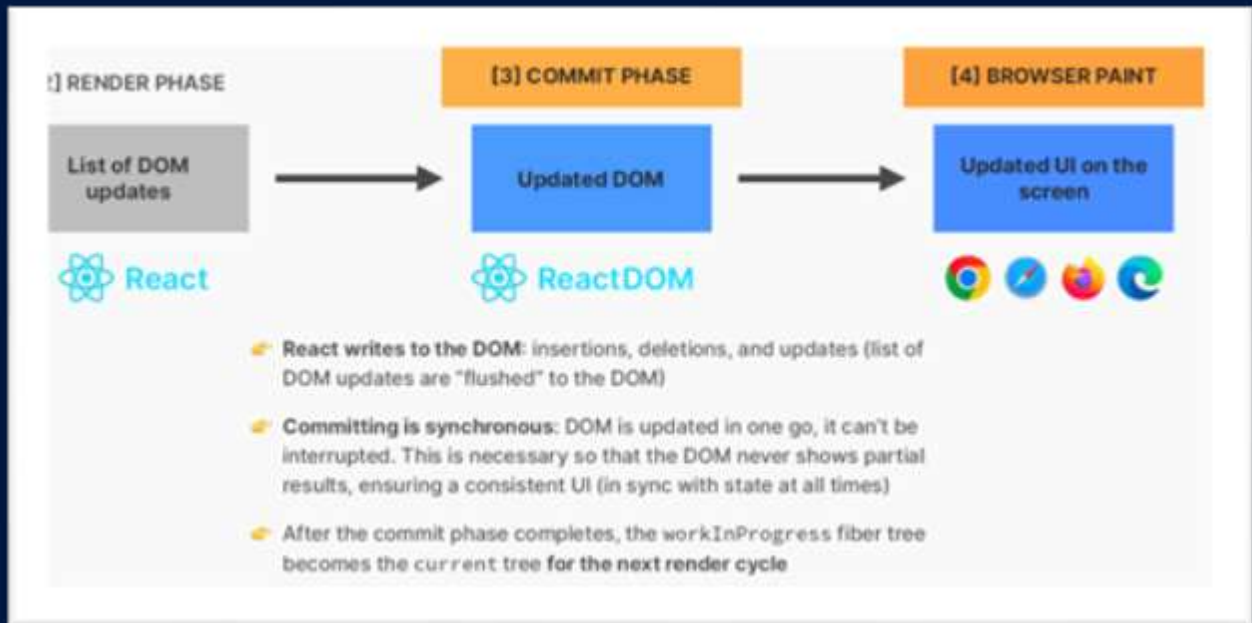 2] RENDER PHASE
[3] COMMIT PHASE
[4] BROWSER PAINT
List of DOM
updates
Updated DOM
Updated UI on the
screen
React
ReactDOM
React writes to the DOM: insertions, deletions, and updates (list of
DOM updates are "flushed" to the DOM)
Committing is synchronous: DOM is updated in one go, it can't be
interrupted. This is necessary so that the DOM never shows partial
results, ensuring a consistent UI (in sync with state at all times)
After the commit phase completes, the workInProgress fiber tree
becomes the current tree for the next render cycle